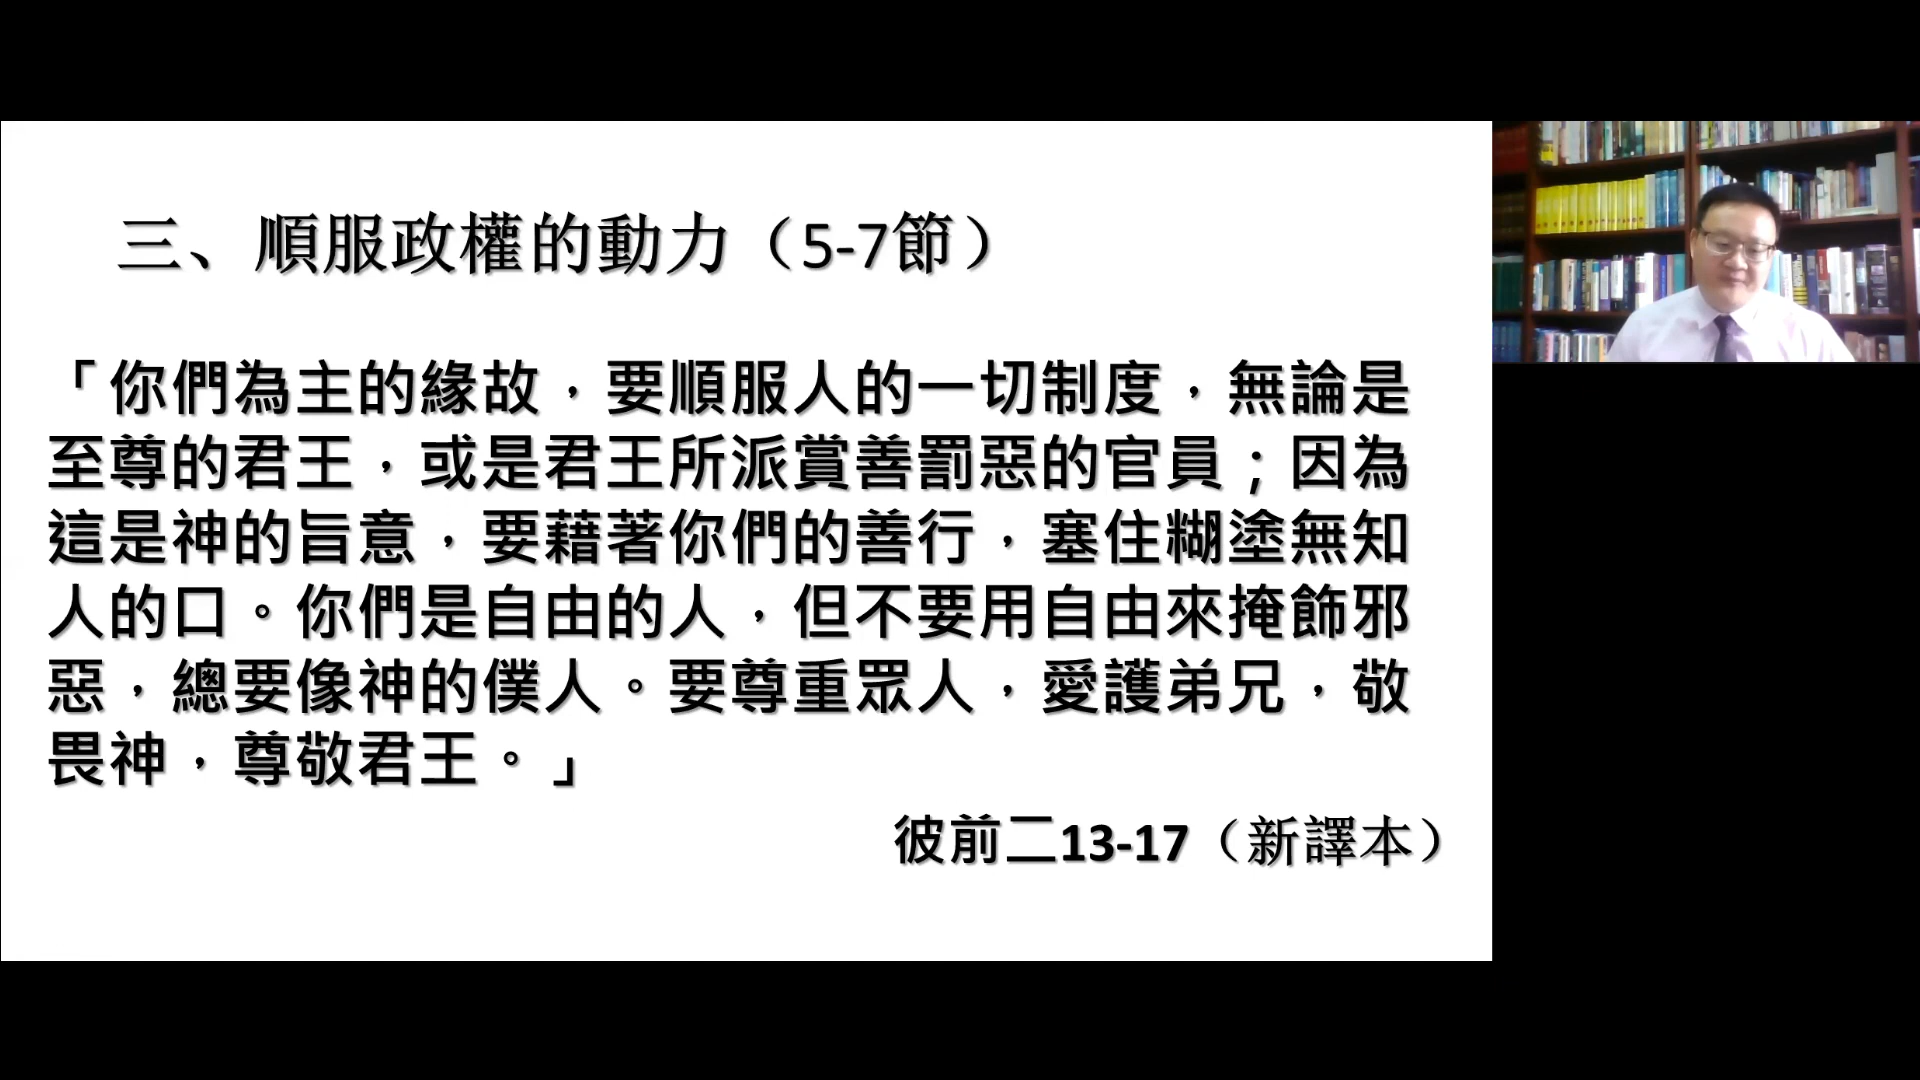 三、順服政權的動力（5-7節）
「你們為主的緣故，要順服人的一切制度，無論是
至尊的君王，或是君王所派賞善罰惡的官員；因為
這是神的旨意，要藉著你們的善行，塞住糊塗無知
人的口。你們是自由的人，但不要用自由來掩飾邪
惡，總要像神的僕人。要尊重眾人，愛護弟兄，敬
畏神，尊敬君王。」
彼前二13-17（新譯本）